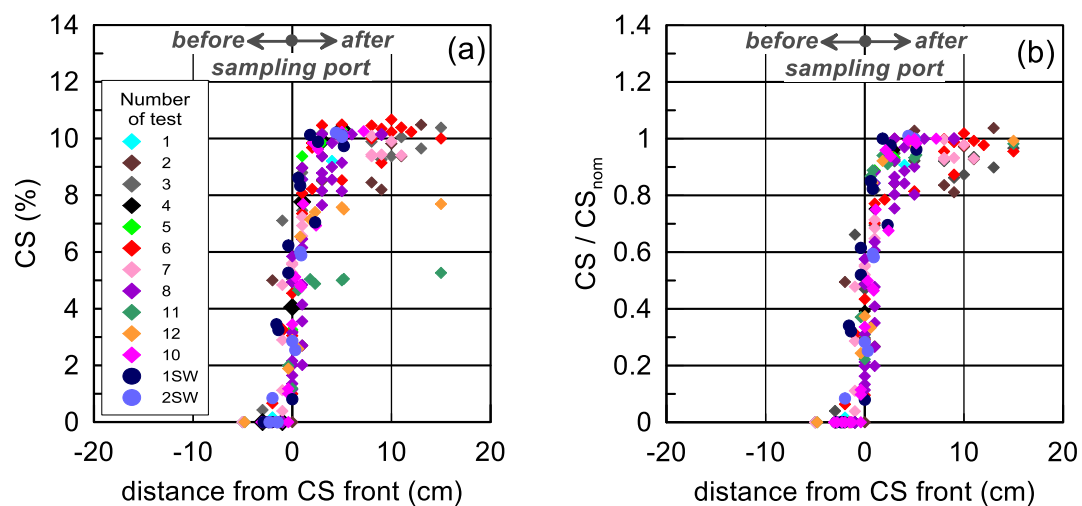 14
12
10
8
6
4
2
0
CS (%)
before after
sampling port
(a)
Number
of test
1
2
3
4
5
6
7
8
11
12
10
1SW
2SW
-20 -10 0 10 20
distance from CS front (cm)
1.4
1.2
1
0.8
0.6
0.4
0.2
0
CS / CSnom
before after
sampling port
(b)
-20 -10 0 10 20
distance from CS front (cm)